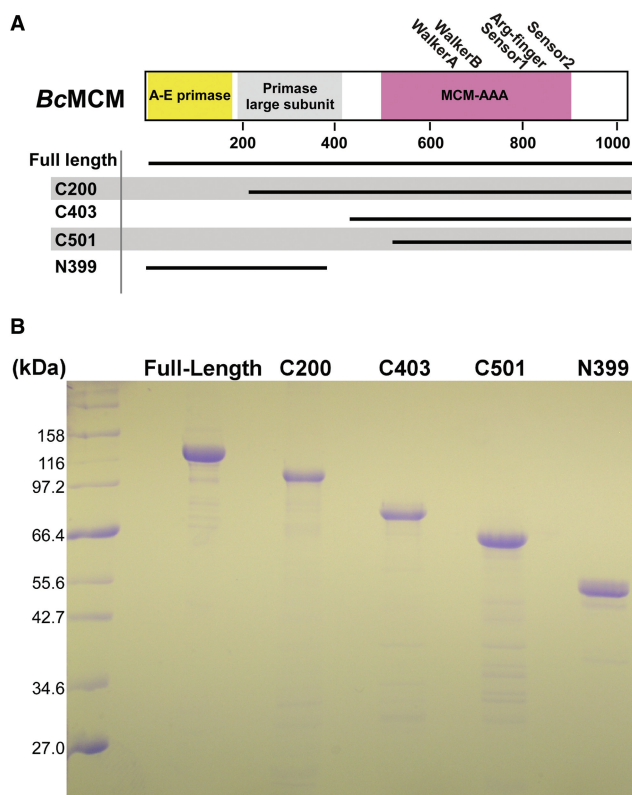 A
WalkerA
WalkerB
Sensor1
Arg-finger
Sensor2
BcMCM
A-E primase
Primase
large subunit
MCM-AAA
200 400 600 800 1000
Full length
C200
C403
C501
N399
B
(kDa) Full-Length C200 C403 C501 N399
158
116
97.2
66.4
55.6
42.7
34.6
27.0